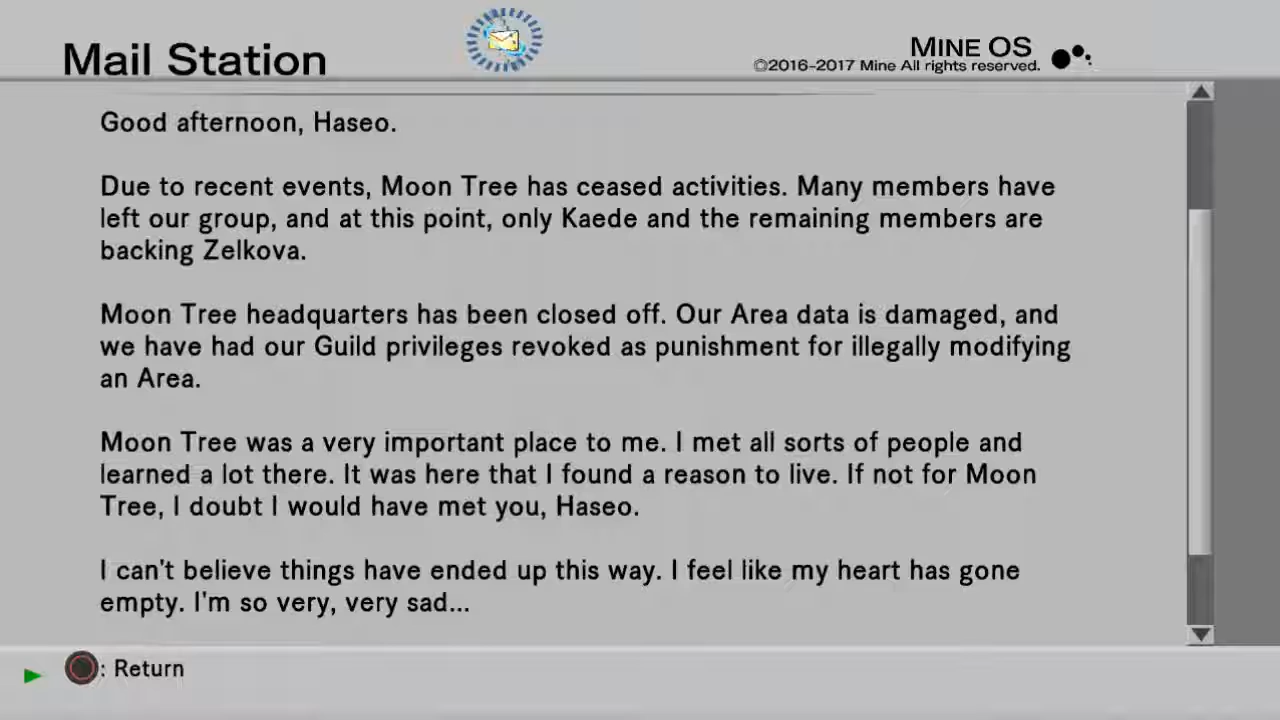 Mail Station
MINE OS
©2016-2017 Mine All rights reserved.
Good afternoon, Haseo.
Due to recent events, Moon Tree has ceased activities. Many members have
left our group, and at this point, only Kaede and the remaining members are
backing Zelkova.
Moon Tree headquarters has been closed off. Our Area data is damaged, and
we have had our Guild privileges revoked as punishment for illegally modifying
an Area.
Moon Tree was a very important place to me. I met all sorts of people and
learned a lot there. It was here that I found a reason to live. If not for Moon
Tree, I doubt I would have met you, Haseo.
I can't believe things have ended up this way. I feel like my heart has gone
empty. I'm so very, very sad...
: Return